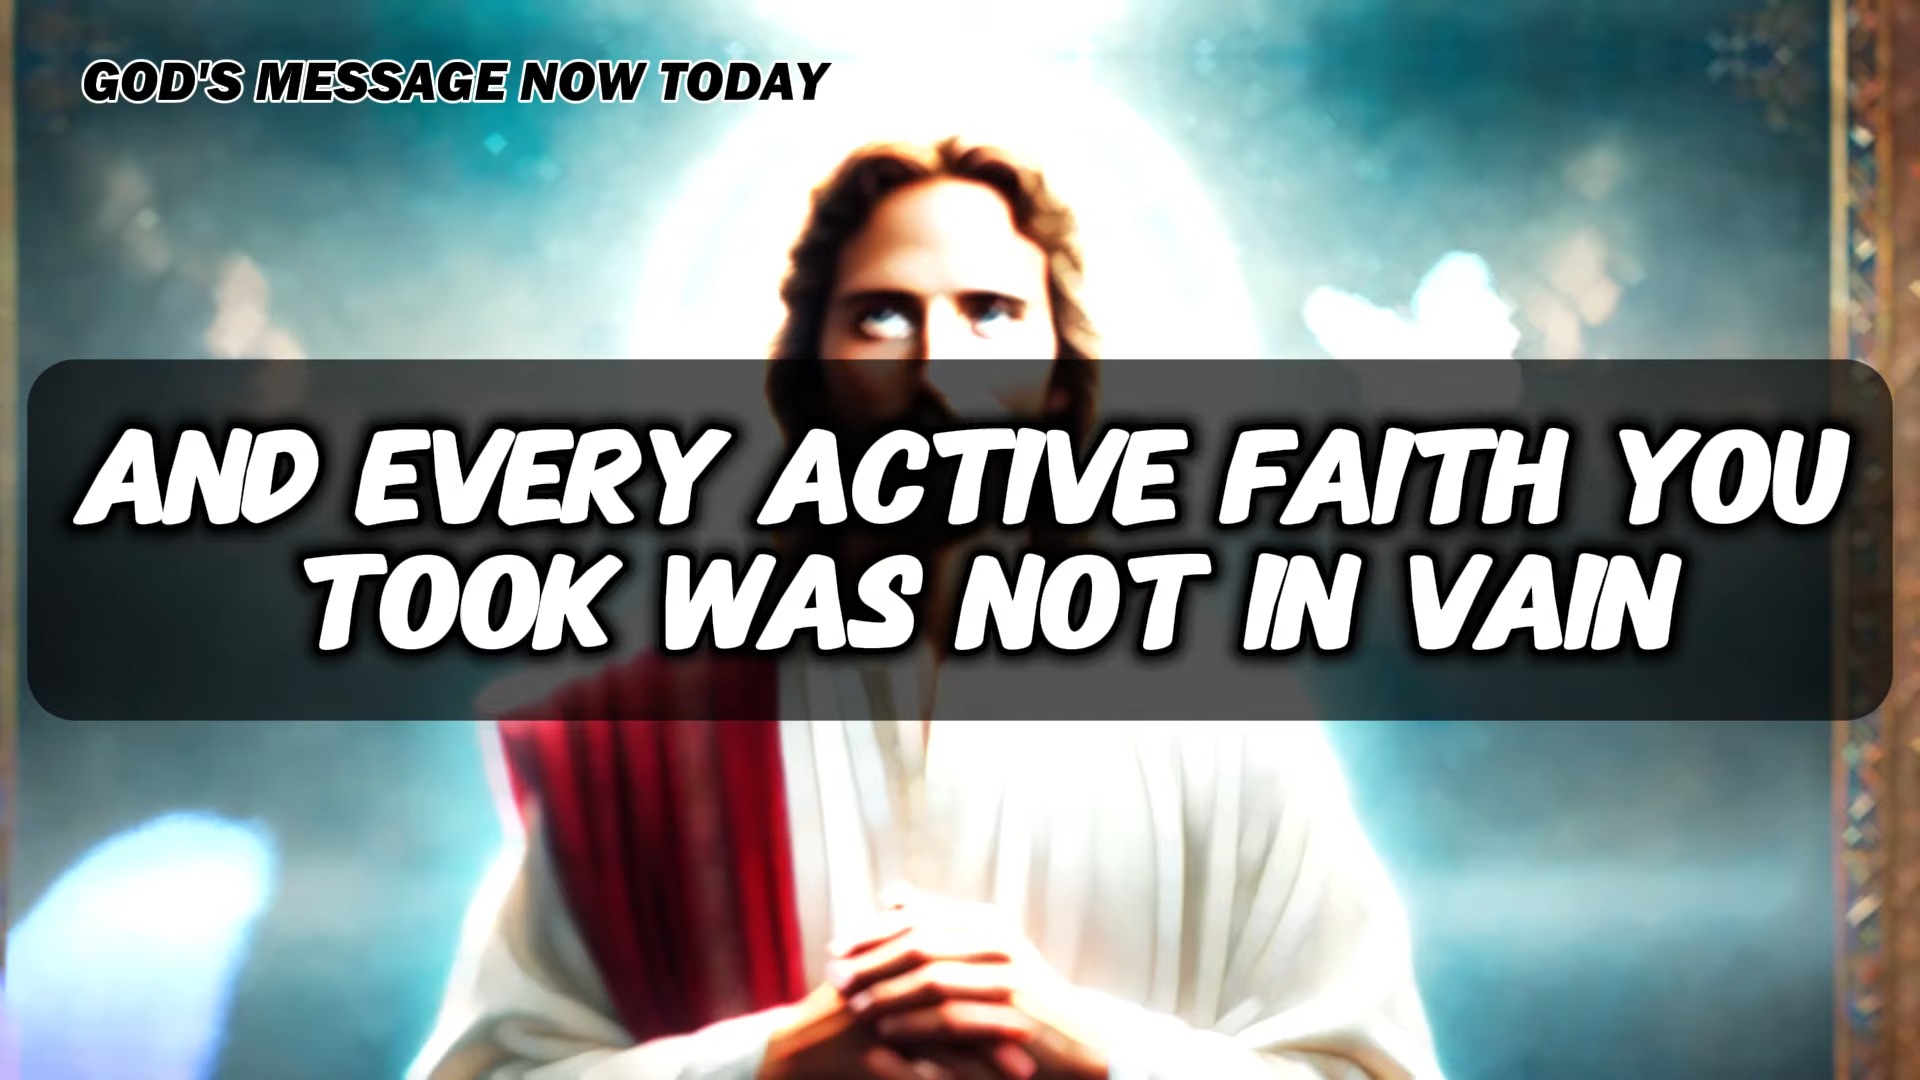 GOD'S MESSAGE NOW TODAY
AND EVERY ACTIVE FAITH YOU
TOOK WAS NOT IN VAIN